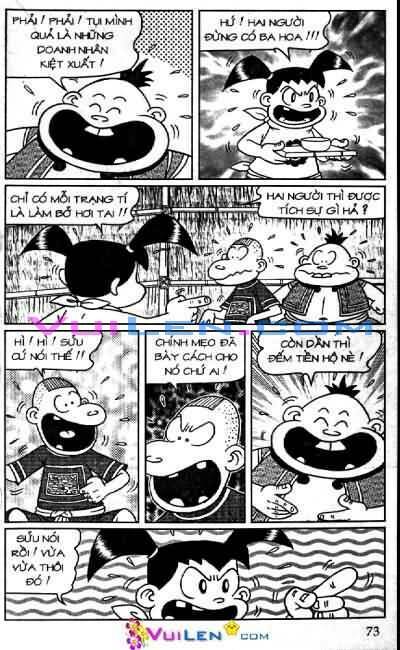 PHẢI! PHẢI! TỤI MÌNH
QUẢ LÀ NHỮNG
DOANH NHÂN
KIỆT XUẤT!
HỨ! HAI NGƯỜI
ĐỪNG CÓ BA HOA!!!
CHỈ CÓ MỖI TRẠNG TÍ
LÀ LÀM BỞ HƠI TAI!!
HAI NGƯỜI THÌ ĐƯỢC
TÍCH SỰ GÌ HẢ?
HÌ! HÌ! SỬU
CỨ NÓI THẾ!!
CHÍNH MẸO ĐÃ
BÀY CÁCH CHO
NÓ CHỨ AI!
CÒN DẦN THÌ
ĐẾM TIỀN HỘ NÈ!
VUILEN.COM
SỬU NÓI
RỒI! VỪA
VỪA THÔI
ĐÓ!
73
VUILEN.COM